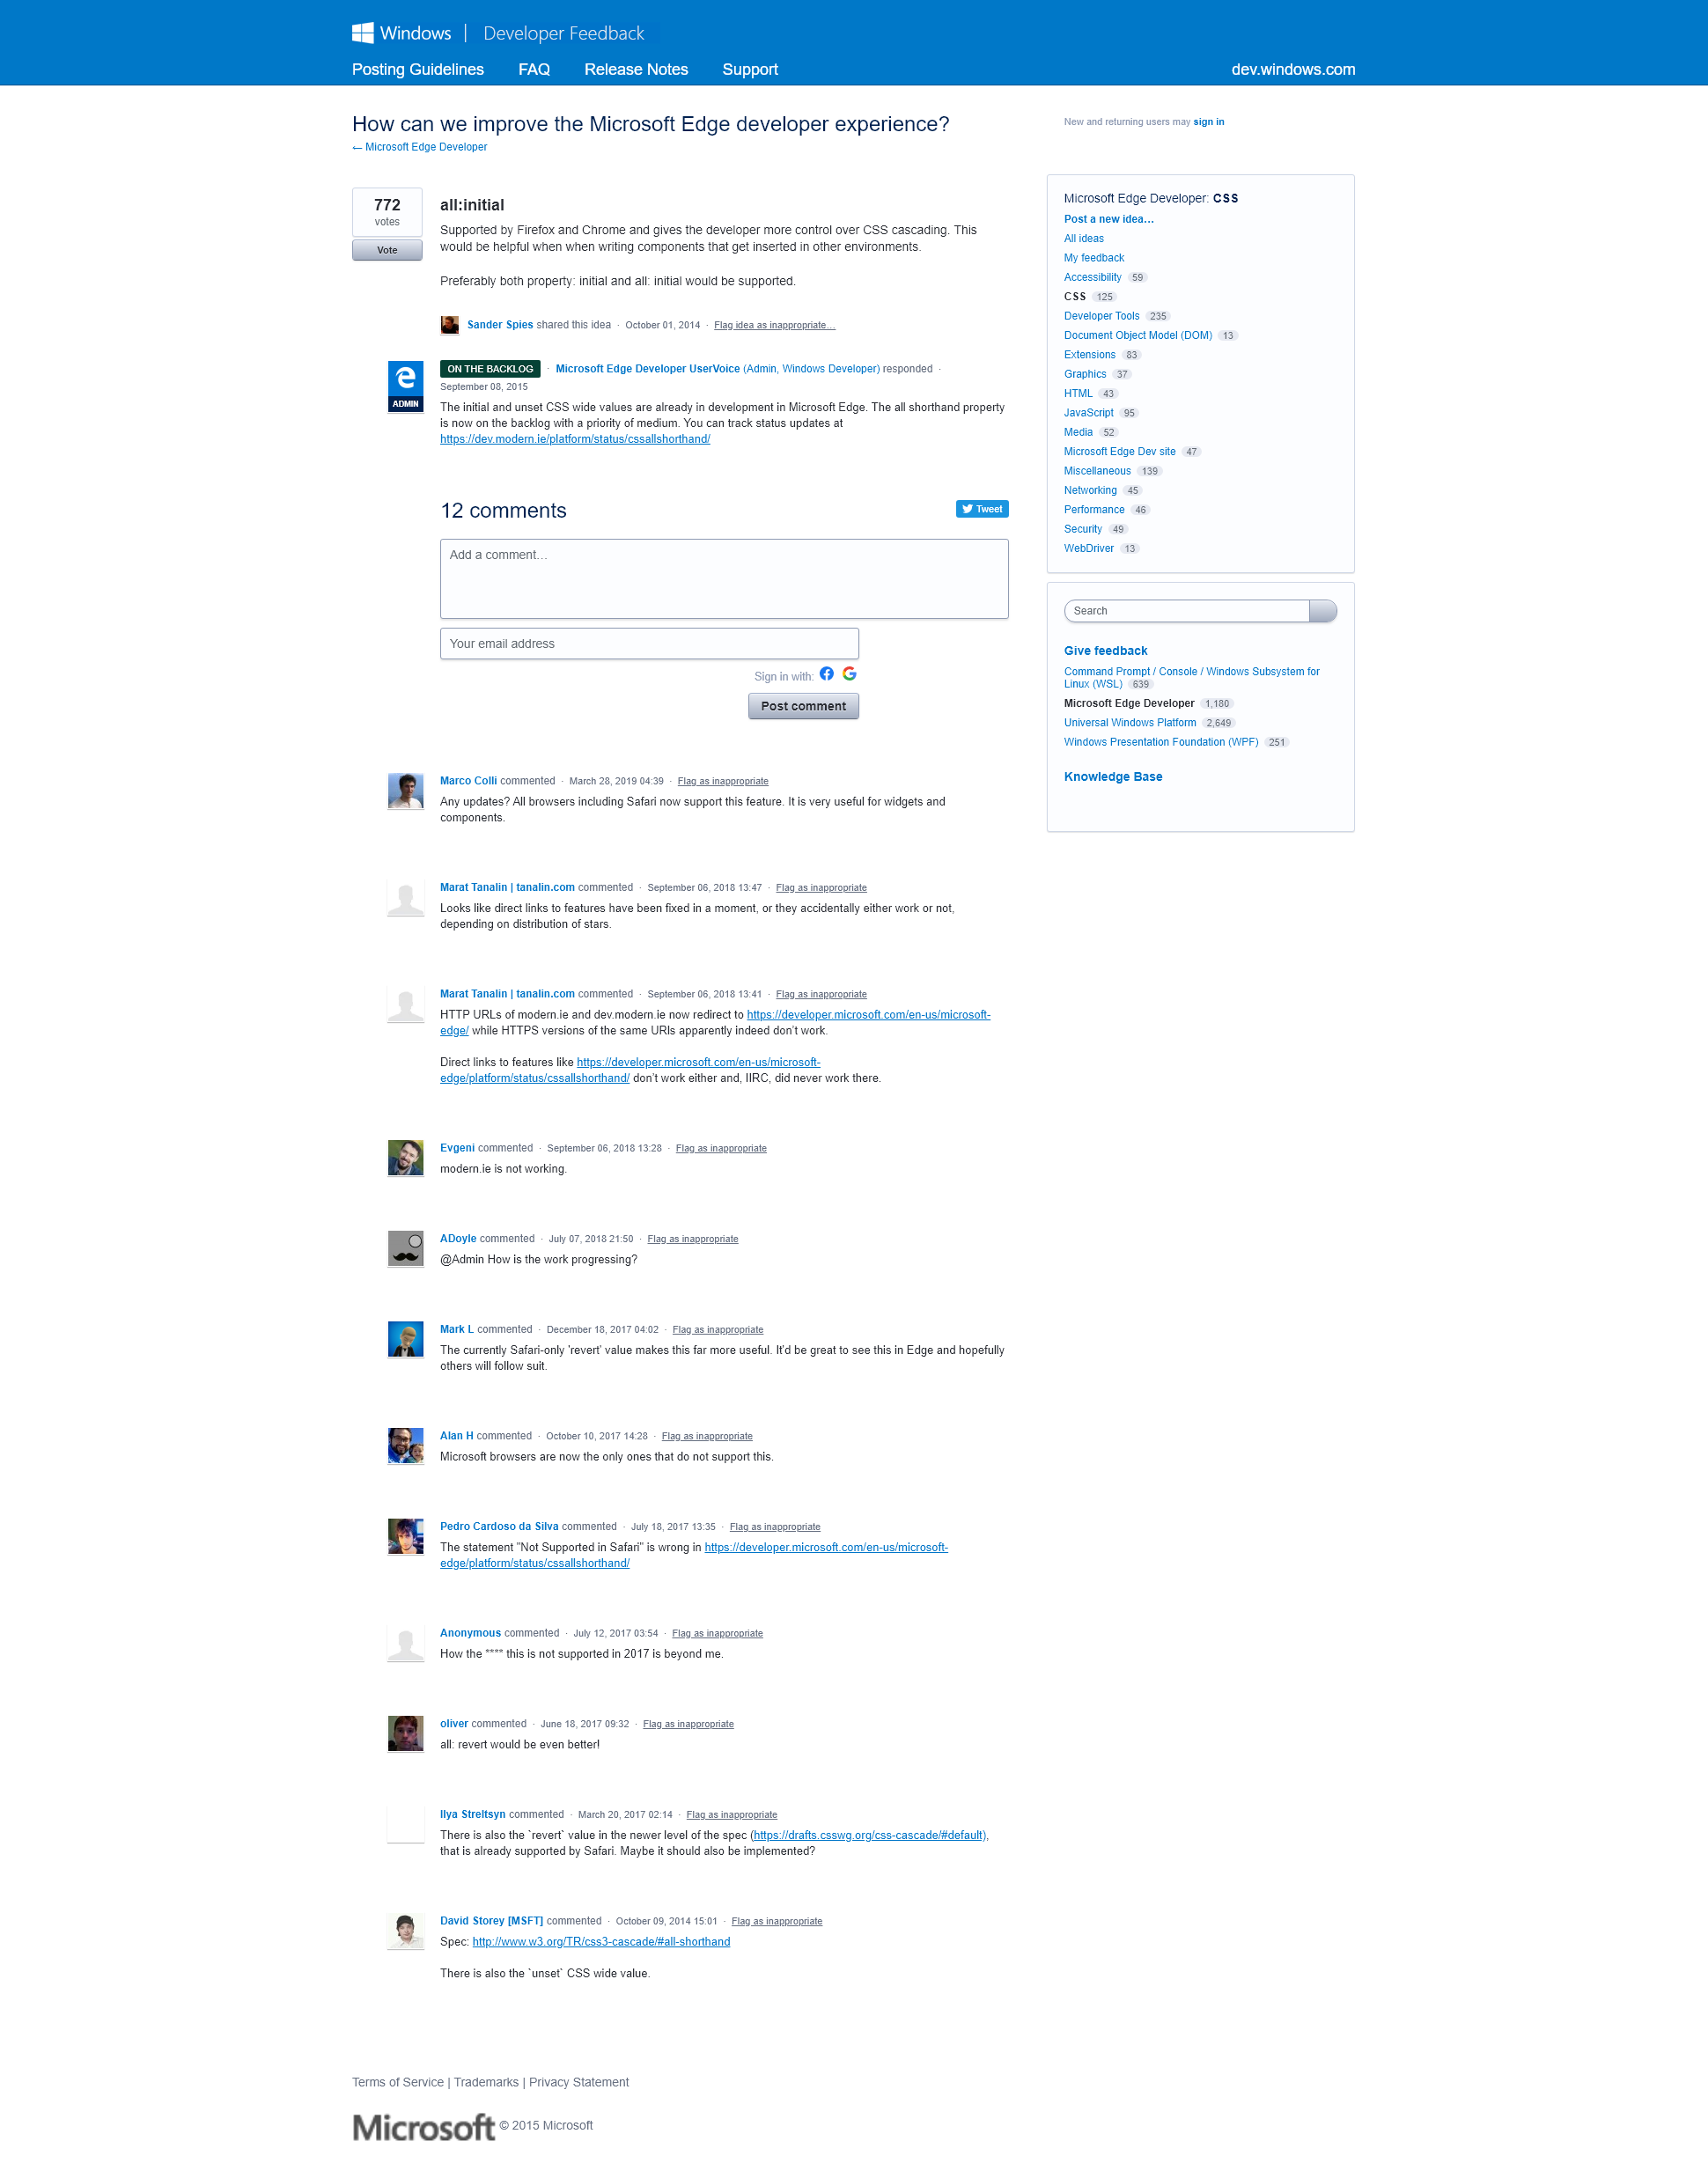 Windows | Developer Feedback
Posting Guidelines FAQ Release Notes Support dev.windows.com
How can we improve the Microsoft Edge developer experience?
← Microsoft Edge Developer
New and returning users may sign in
772
votes
Vote
all:initial
Supported by Firefox and Chrome and gives the developer more control over CSS cascading. This
would be helpful when when writing components that get inserted in other environments.
Preferably both property: initial and all: initial would be supported.
Sander Spies shared this idea · October 01, 2014 · Flag idea as inappropriate…
ADMIN
ON THE BACKLOG · Microsoft Edge Developer UserVoice (Admin, Windows Developer) responded ·
September 08, 2015
The initial and unset CSS wide values are already in development in Microsoft Edge. The all shorthand property
is now on the backlog with a priority of medium. You can track status updates at
https://dev.modern.ie/platform/status/cssallshorthand/
12 comments
Tweet
Add a comment…
Your email address
Sign in with:
Post comment
Marco Colli commented · March 28, 2019 04:39 · Flag as inappropriate
Any updates? All browsers including Safari now support this feature. It is very useful for widgets and
components.
Marat Tanalin | tanalin.com commented · September 06, 2018 13:47 · Flag as inappropriate
Looks like direct links to features have been fixed in a moment, or they accidentally either work or not,
depending on distribution of stars.
Marat Tanalin | tanalin.com commented · September 06, 2018 13:41 · Flag as inappropriate
HTTP URLs of modern.ie and dev.modern.ie now redirect to https://developer.microsoft.com/en-us/microsoft-
edge/ while HTTPS versions of the same URIs apparently indeed don’t work.
Direct links to features like https://developer.microsoft.com/en-us/microsoft-
edge/platform/status/cssallshorthand/ don’t work either and, IIRC, did never work there.
Evgeni commented · September 06, 2018 13:28 · Flag as inappropriate
modern.ie is not working.
ADoyle commented · July 07, 2018 21:50 · Flag as inappropriate
@Admin How is the work progressing?
Mark L commented · December 18, 2017 04:02 · Flag as inappropriate
The currently Safari-only 'revert' value makes this far more useful. It'd be great to see this in Edge and hopefully
others will follow suit.
Alan H commented · October 10, 2017 14:28 · Flag as inappropriate
Microsoft browsers are now the only ones that do not support this.
Pedro Cardoso da Silva commented · July 18, 2017 13:35 · Flag as inappropriate
The statement "Not Supported in Safari" is wrong in https://developer.microsoft.com/en-us/microsoft-
edge/platform/status/cssallshorthand/
Anonymous commented · July 12, 2017 03:54 · Flag as inappropriate
How the **** this is not supported in 2017 is beyond me.
oliver commented · June 18, 2017 09:32 · Flag as inappropriate
all: revert would be even better!
Ilya Streltsyn commented · March 20, 2017 02:14 · Flag as inappropriate
There is also the `revert` value in the newer level of the spec (https://drafts.csswg.org/css-cascade/#default),
that is already supported by Safari. Maybe it should also be implemented?
David Storey [MSFT] commented · October 09, 2014 15:01 · Flag as inappropriate
Spec: http://www.w3.org/TR/css3-cascade/#all-shorthand
There is also the `unset` CSS wide value.
Microsoft Edge Developer: CSS
Post a new idea…
All ideas
My feedback
Accessibility 59
CSS 125
Developer Tools 235
Document Object Model (DOM) 13
Extensions 83
Graphics 37
HTML 43
JavaScript 95
Media 52
Microsoft Edge Dev site 47
Miscellaneous 139
Networking 45
Performance 46
Security 49
WebDriver 13
Search
Give feedback
Command Prompt / Console / Windows Subsystem for
Linux (WSL) 639
Microsoft Edge Developer 1,180
Universal Windows Platform 2,649
Windows Presentation Foundation (WPF) 251
Knowledge Base
Terms of Service | Trademarks | Privacy Statement
Microsoft © 2015 Microsoft